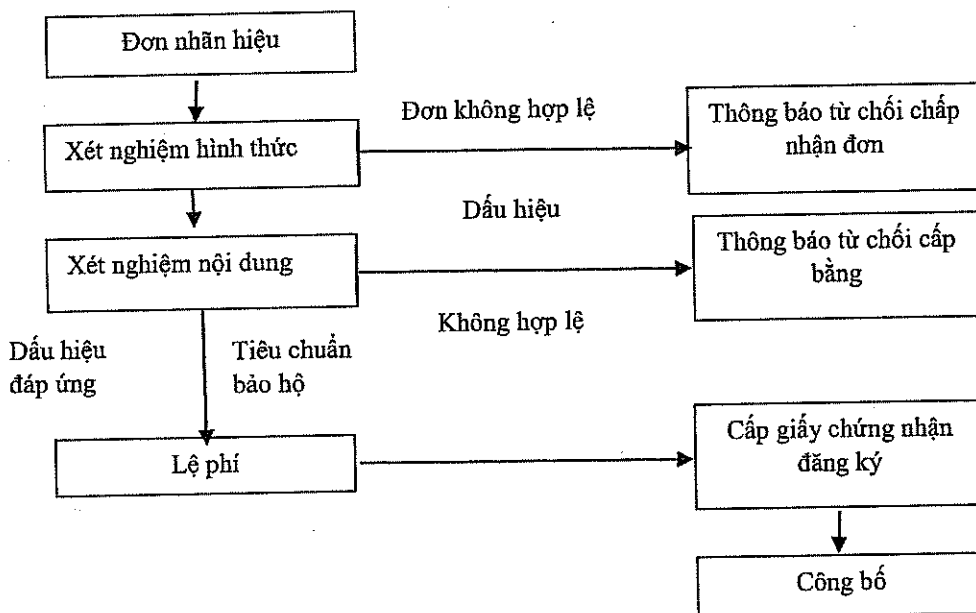 Đơn nhãn hiệu
Đơn không hợp lệ
Thông báo từ chối chấp
nhận đơn
Xét nghiệm hình thức
Dấu hiệu
Thông báo từ chối cấp
bằng
Xét nghiệm nội dung
Không hợp lệ
Dấu hiệu
đáp ứng
Tiêu chuẩn
bảo hộ
Cấp giấy chứng nhận
đăng ký
Lệ phí
Công bố